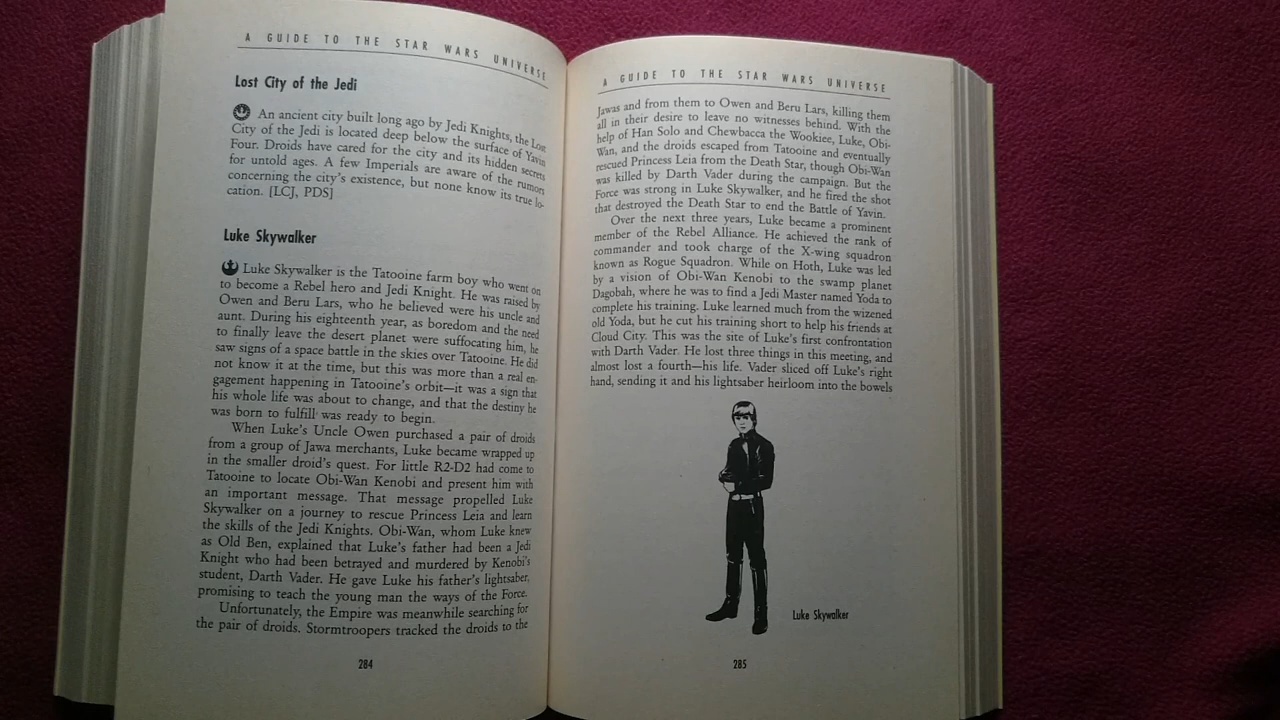 A GUIDE TO THE STAR WARS UNIVERSE
Lost City of the Jedi
An ancient city built long ago by Jedi Knights, the Lost
City of the Jedi is located deep below the surface of Yavin
Four. Droids have cared for the city and its hidden secrets
for untold ages. A few Imperials are aware of the rumors
concerning the city's existence, but none know its true lo-
cation. [LCJ, PDS]
Luke Skywalker
Luke Skywalker is the Tatooine farm boy who went on
to become a Rebel hero and Jedi Knight. He was raised by
Owen and Beru Lars, who he believed were his uncle and
aunt. During his eighteenth year, as boredom and the need
to finally leave the desert planet were suffocating him, he
saw signs of a space battle in the skies over Tatooine. He did
not know it at the time, but this was more than a real en-
gagement happening in Tatooine's orbit—it was a sign that
his whole life was about to change, and that the destiny he
was born to fulfill was ready to begin.
When Luke's Uncle Owen purchased a pair of droids
from a group of Jawa merchants, Luke became wrapped up
in the smaller droid's quest. For little R2-D2 had come to
Tatooine to locate Obi-Wan Kenobi and present him with
an important message. That message propelled Luke
Skywalker on a journey to rescue Princess Leia and learn
the skills of the Jedi Knights. Obi-Wan, whom Luke knew
as Old Ben, explained that Luke's father had been a Jedi
Knight who had been betrayed and murdered by Kenobi's
student, Darth Vader. He gave Luke his father's lightsaber,
promising to teach the young man the ways of the Force.
Unfortunately, the Empire was meanwhile searching for
the pair of droids. Stormtroopers tracked the droids to the
284
A GUIDE TO THE STAR WARS UNIVERSE
Jawas and from them to Owen and Beru Lars, killing them
all in their desire to leave no witnesses behind. With the
help of Han Solo and Chewbacca the Wookiee, Luke, Obi-
Wan, and the droids escaped from Tatooine and eventually
rescued Princess Leia from the Death Star, though Obi-Wan
was killed by Darth Vader during the campaign. But the
Force was strong in Luke Skywalker, and he fired the shot
that destroyed the Death Star to end the Battle of Yavin.
Over the next three years, Luke became a prominent
member of the Rebel Alliance. He achieved the rank of
commander and took charge of the X-wing squadron
known as Rogue Squadron. While on Hoth, Luke was led
by a vision of Obi-Wan Kenobi to the swamp planet
Dagobah, where he was to find a Jedi Master named Yoda to
complete his training. Luke learned much from the wizened
old Yoda, but he cut his training short to help his friends at
Cloud City. This was the site of Luke's first confrontation
with Darth Vader. He lost three things in this meeting, and
almost lost a fourth—his life. Vader sliced off Luke's right
hand, sending it and his lightsaber heirloom into the bowels
Luke Skywalker
285